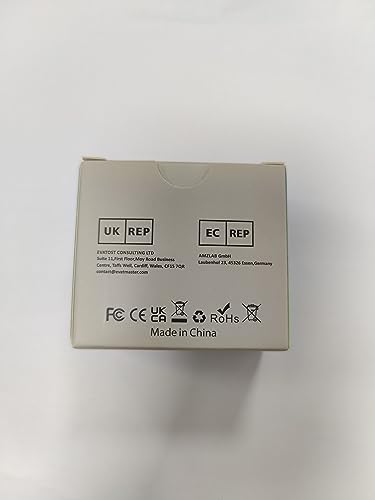 UK REP
EVATOST CONSULTING LTD
Suite 11,First Floor,Moy Road Business
Centre, Taffs Well, Cardiff, Wales, CF15 7QR
contact@evatmaster.com
EC REP
AMZLAB GmbH
Laubenhof 23, 45326 Essen,Germany
FC CE UK CA RoHs
Made in China